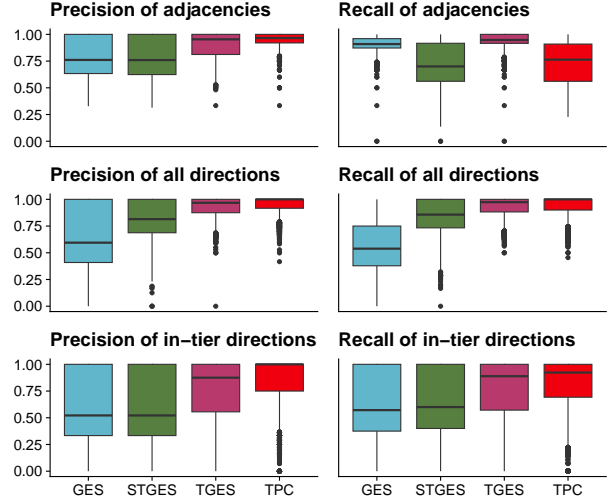 Precision of adjacencies
Recall of adjacencies
1.00
0.75
0.50
0.25
0.00
Precision of all directions
Recall of all directions
1.00
0.75
0.50
0.25
0.00
Precision of in−tier directions
Recall of in−tier directions
1.00
0.75
0.50
0.25
0.00
GES STGES TGES TPC
GES STGES TGES TPC